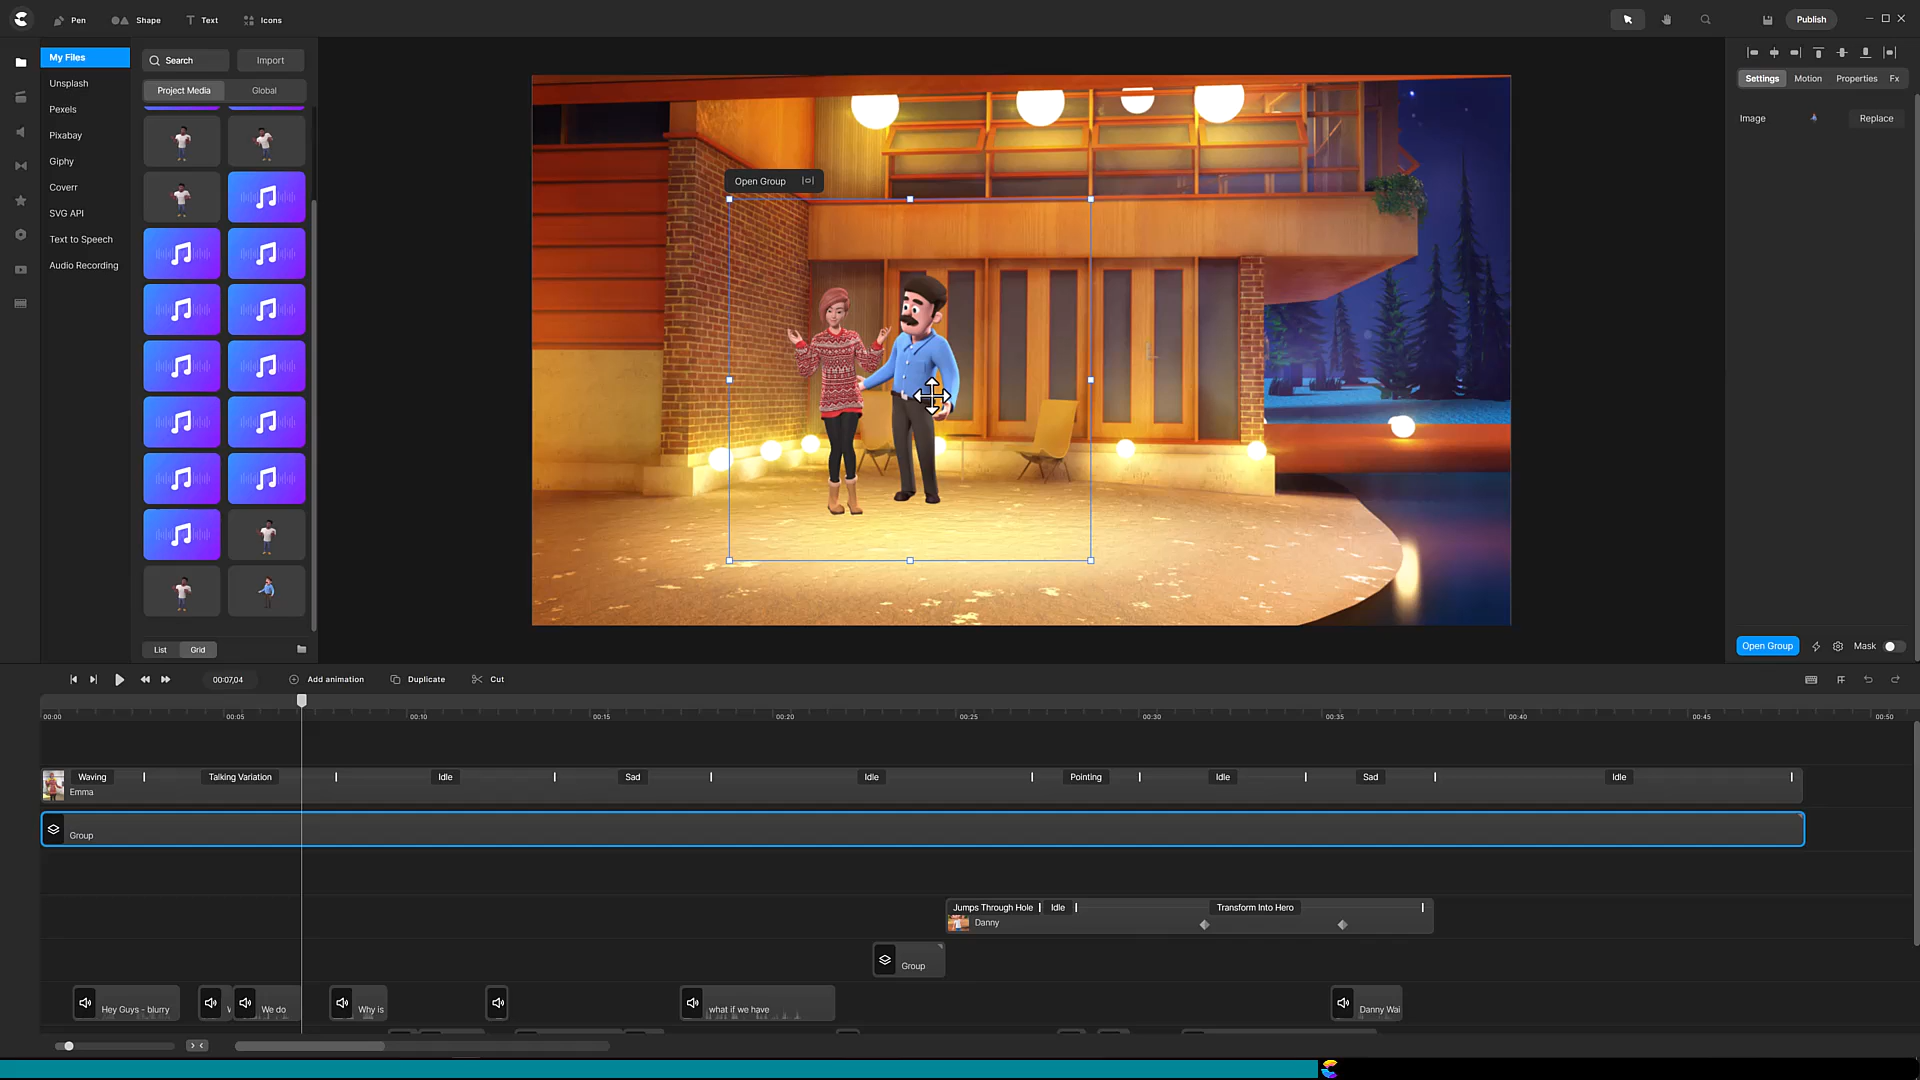 Pen Shape Text Icons
Publish
My Files
Unsplash
Pexels
Pixabay
Giphy
Coverr
SVG API
Text to Speech
Audio Recording
Search
Import
Project Media
Global
List
Grid
Open Group
Settings Motion Properties Fx
Image
Replace
Open Group
Mask
00:07,04
Add animation
Duplicate
Cut
00:00 00:05 00:10 00:15 00:20 00:25 00:30 00:35 00:40 00:45 00:50
Waving Talking Variation Idle Sad Idle Pointing Idle Sad Idle
Emma
Group
Jumps Through Hole Idle Transform Into Hero
Danny
Group
Hey Guys - blurry
We do
Why is
what if we have
Danny Wai